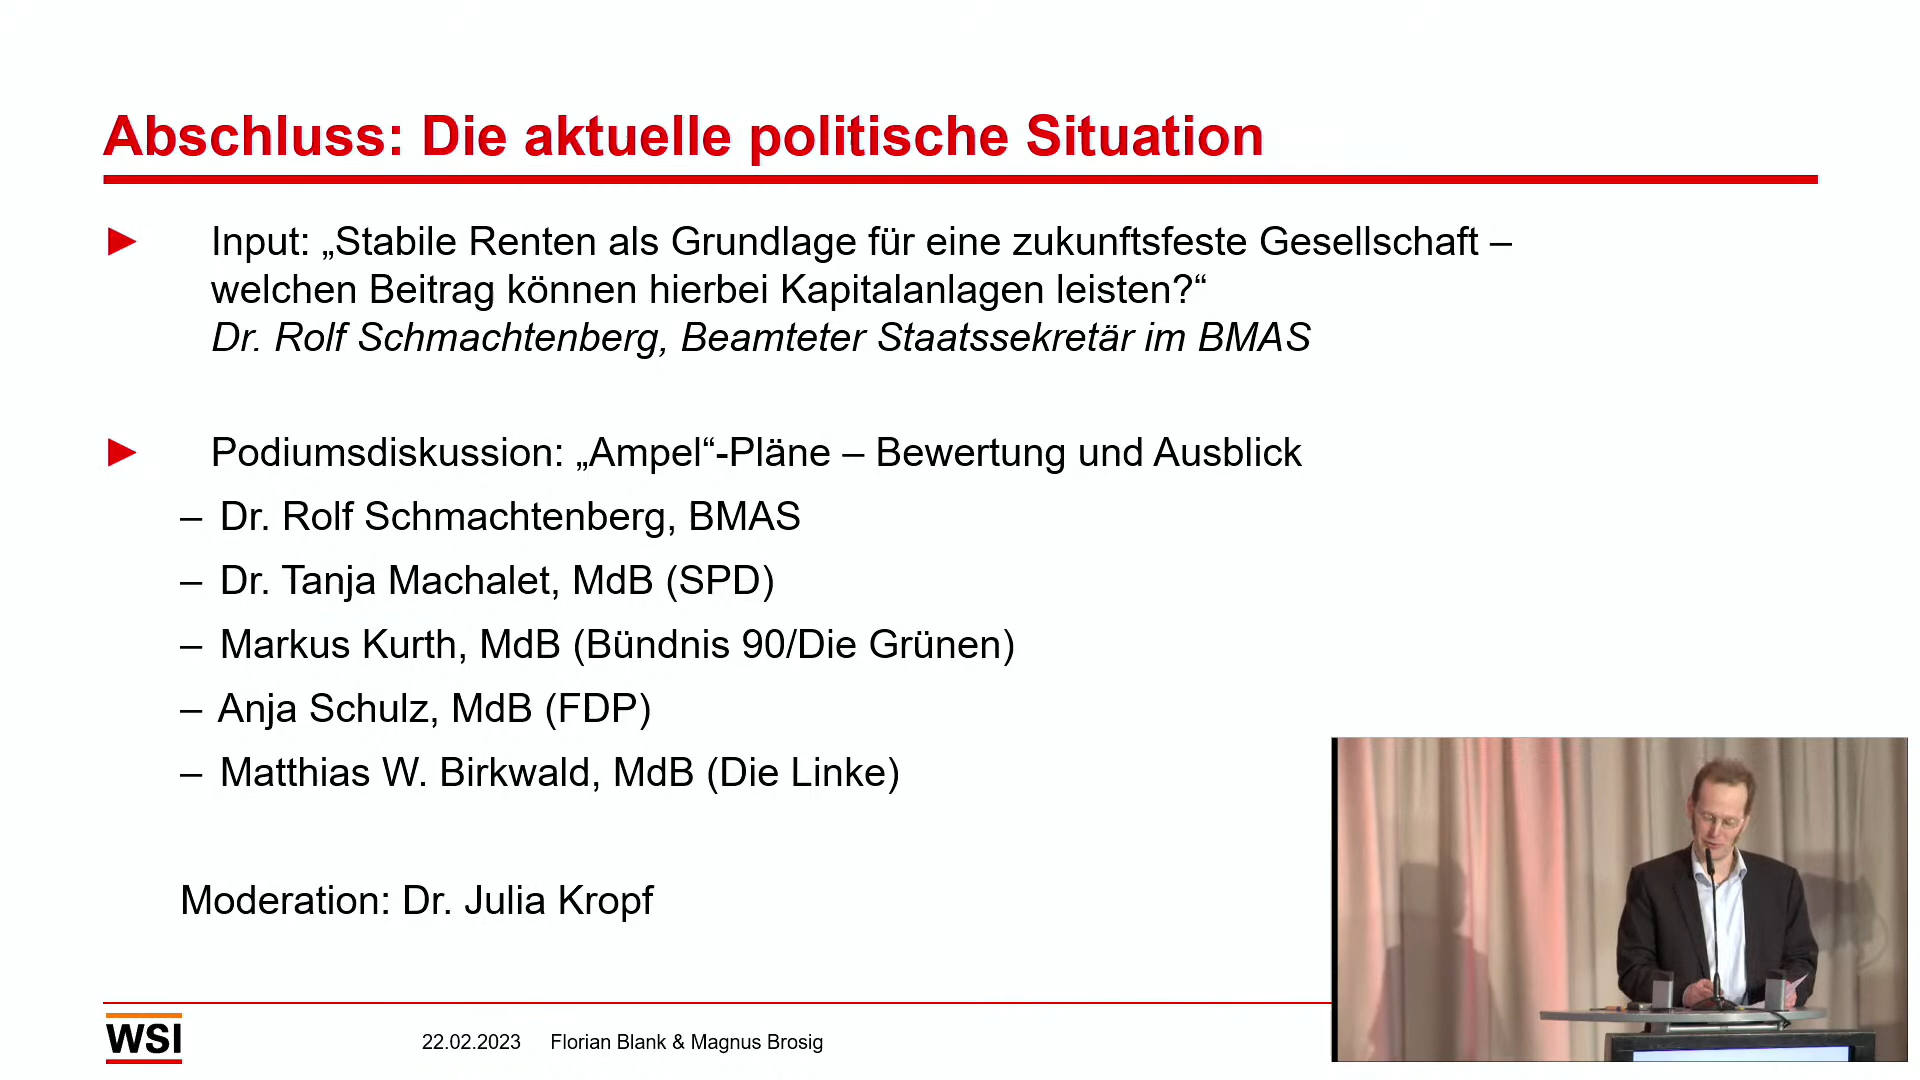 Abschluss: Die aktuelle politische Situation
► Input: „Stabile Renten als Grundlage für eine zukunftsfeste Gesellschaft –
welchen Beitrag können hierbei Kapitalanlagen leisten?“
Dr. Rolf Schmachtenberg, Beamteter Staatssekretär im BMAS
► Podiumsdiskussion: „Ampel“-Pläne – Bewertung und Ausblick
– Dr. Rolf Schmachtenberg, BMAS
– Dr. Tanja Machalet, MdB (SPD)
– Markus Kurth, MdB (Bündnis 90/Die Grünen)
– Anja Schulz, MdB (FDP)
– Matthias W. Birkwald, MdB (Die Linke)
Moderation: Dr. Julia Kropf
WSI 22.02.2023 Florian Blank & Magnus Brosig